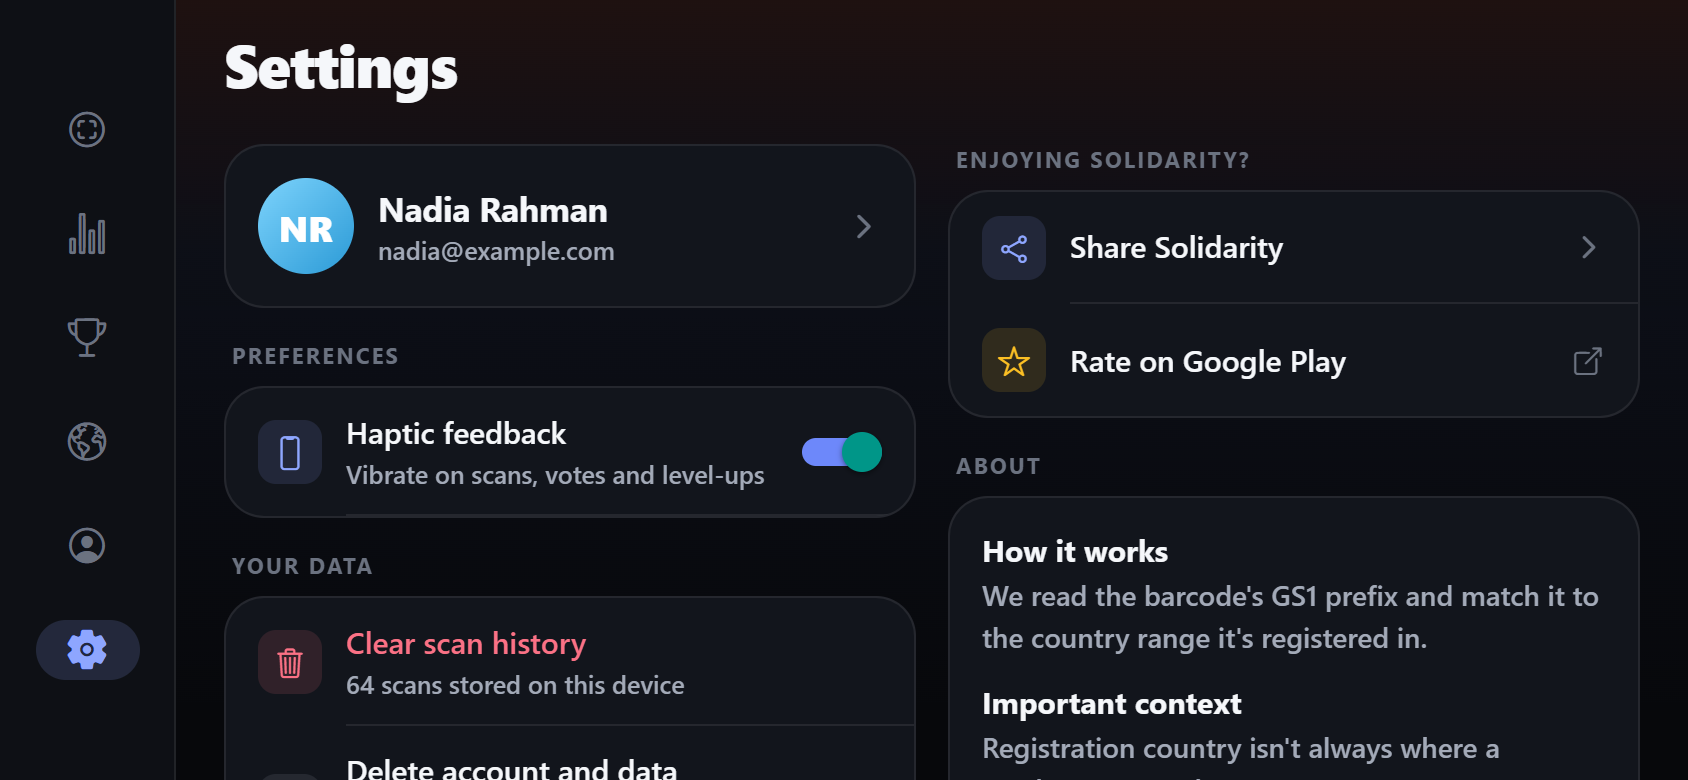 Settings
NR
Nadia Rahman
nadia@example.com
PREFERENCES
Haptic feedback
Vibrate on scans, votes and level-ups
YOUR DATA
Clear scan history
64 scans stored on this device
Delete account and data
ENJOYING SOLIDARITY?
Share Solidarity
Rate on Google Play
ABOUT
How it works
We read the barcode's GS1 prefix and match it to
the country range it's registered in.
Important context
Registration country isn't always where a